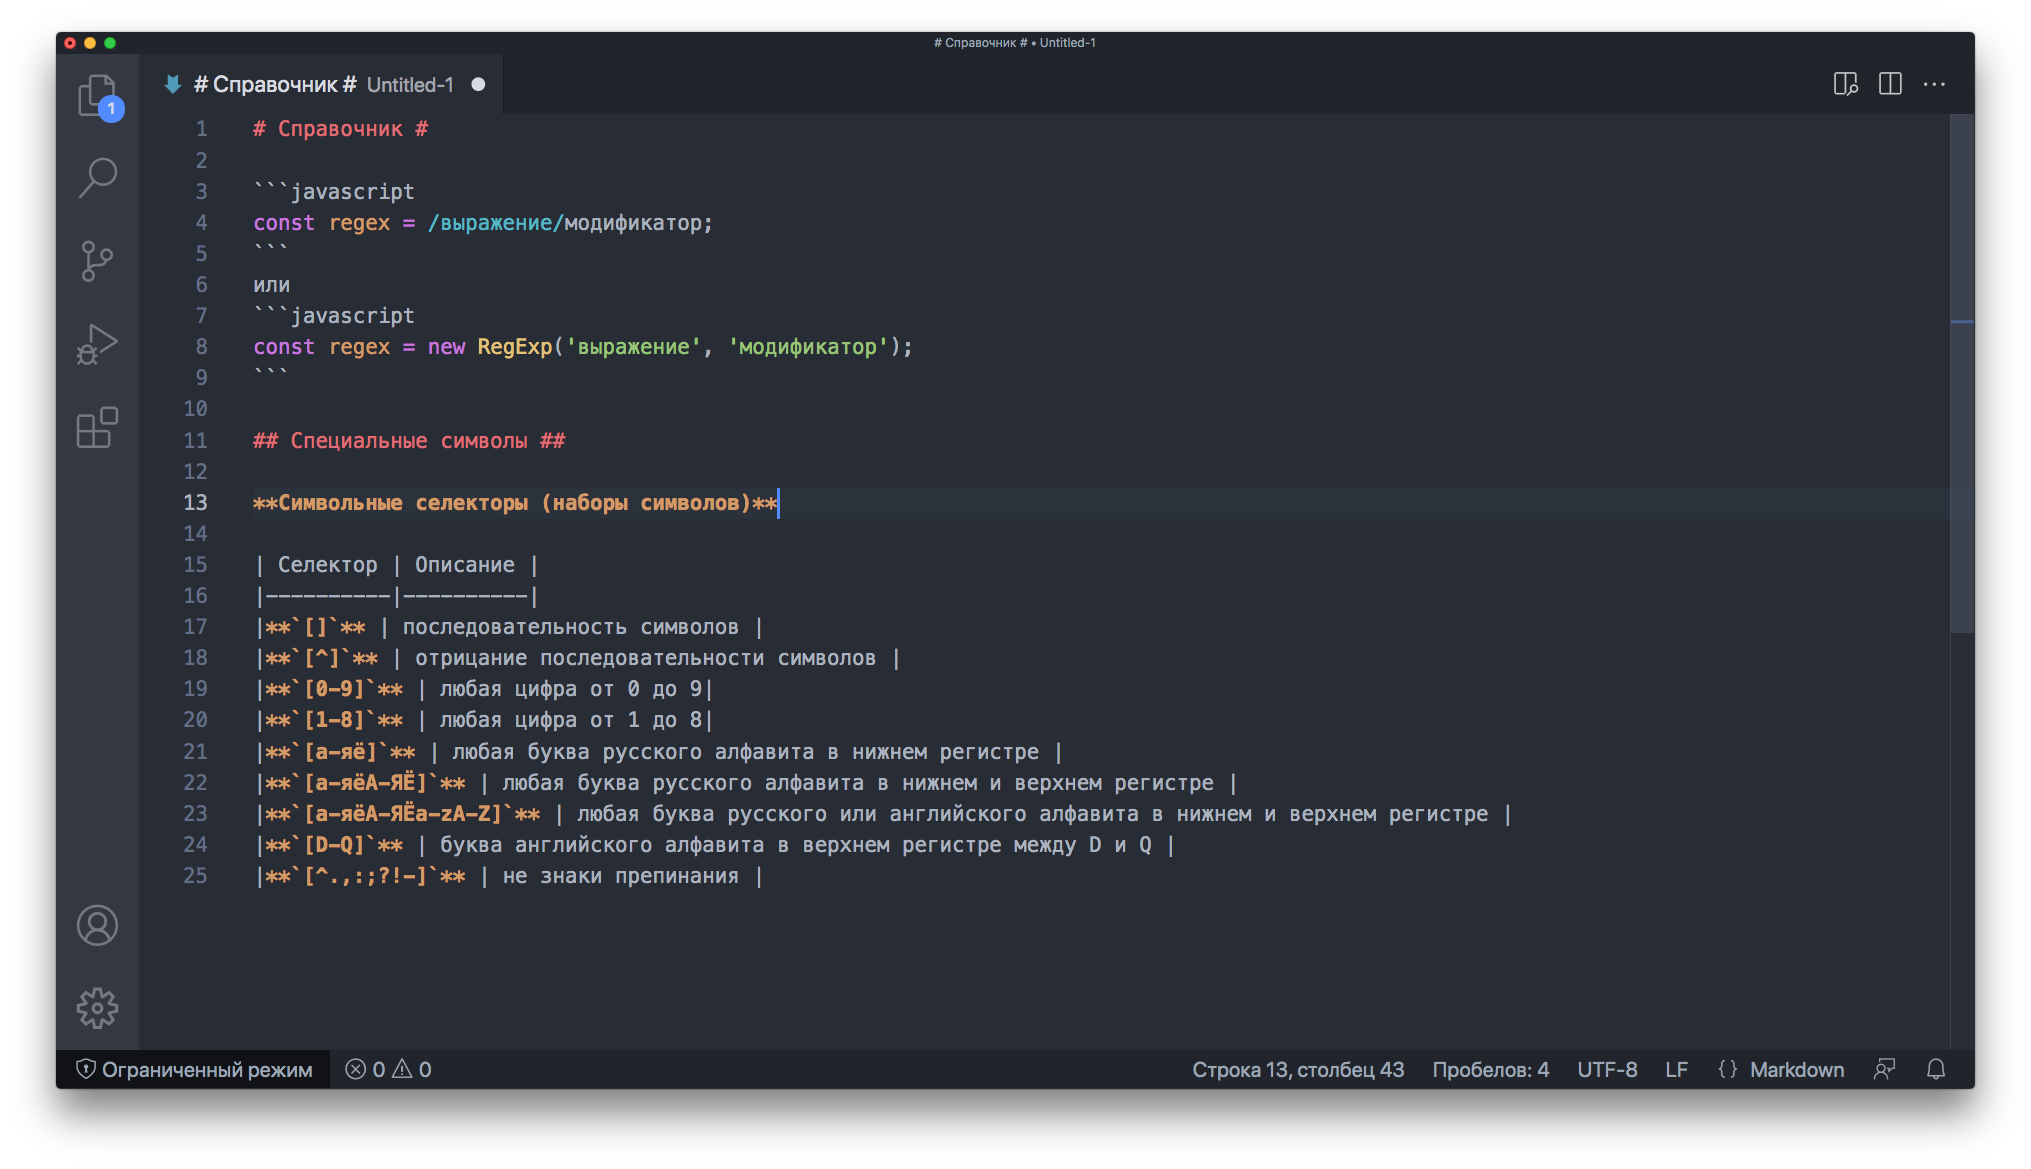 # Справочник # • Untitled-1
# Справочник # Untitled-1
1
1 # Справочник #
2
3 ```javascript
4 const regex = /выражение/модификатор;
5 ```
6 или
7 ```javascript
8 const regex = new RegExp('выражение', 'модификатор');
9 ```
10
11 ## Специальные символы ##
12
13 **Символьные селекторы (наборы символов)**
14
15 | Селектор | Описание |
16 |----------|----------|
17 |**`[]`** | последовательность символов |
18 |**`[^]`** | отрицание последовательности символов |
19 |**`[0-9]`** | любая цифра от 0 до 9|
20 |**`[1-8]`** | любая цифра от 1 до 8|
21 |**`[а-яё]`** | любая буква русского алфавита в нижнем регистре |
22 |**`[а-яёА-ЯЁ]`** | любая буква русского алфавита в нижнем и верхнем регистре |
23 |**`[а-яёА-ЯЁa-zA-Z]`** | любая буква русского или английского алфавита в нижнем и верхнем регистре |
24 |**`[D-Q]`** | буква английского алфавита в верхнем регистре между D и Q |
25 |**`[^.,:;?!-]`** | не знаки препинания |
Ограниченный режим 0 0 Строка 13, столбец 43 Пробелов: 4 UTF-8 LF {} Markdown